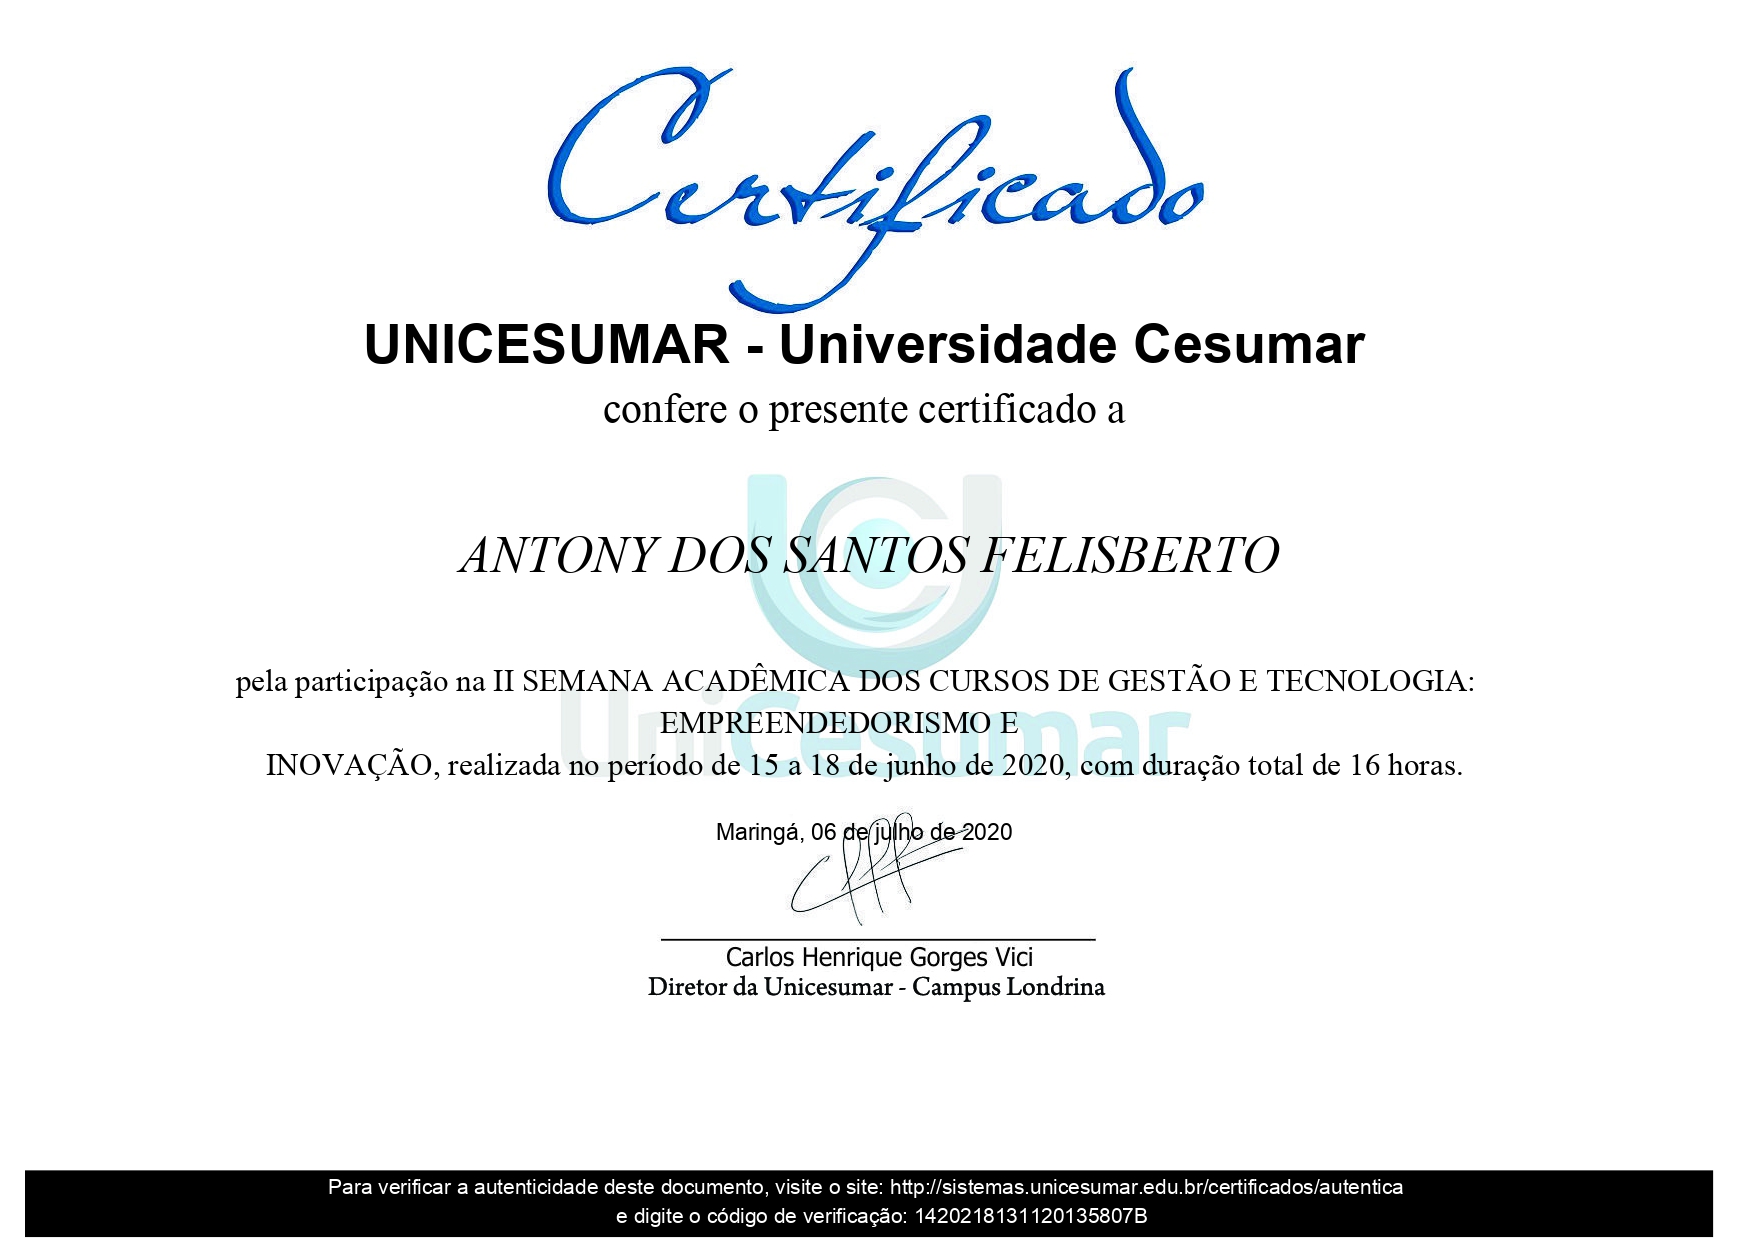 Certificado
UNICESUMAR - Universidade Cesumar
confere o presente certificado a
ANTONY DOS SANTOS FELISBERTO
pela participação na II SEMANA ACADÊMICA DOS CURSOS DE GESTÃO E TECNOLOGIA:
EMPREENDEDORISMO E
UniCesumar
INOVAÇÃO, realizada no período de 15 a 18 de junho de 2020, com duração total de 16 horas.
Maringá, 06 de julho de 2020
Carlos Henrique Gorges Vici
Diretor da Unicesumar - Campus Londrina
Para verificar a autenticidade deste documento, visite o site: http://sistemas.unicesumar.edu.br/certificados/autentica
e digite o código de verificação: 1420218131120135807B